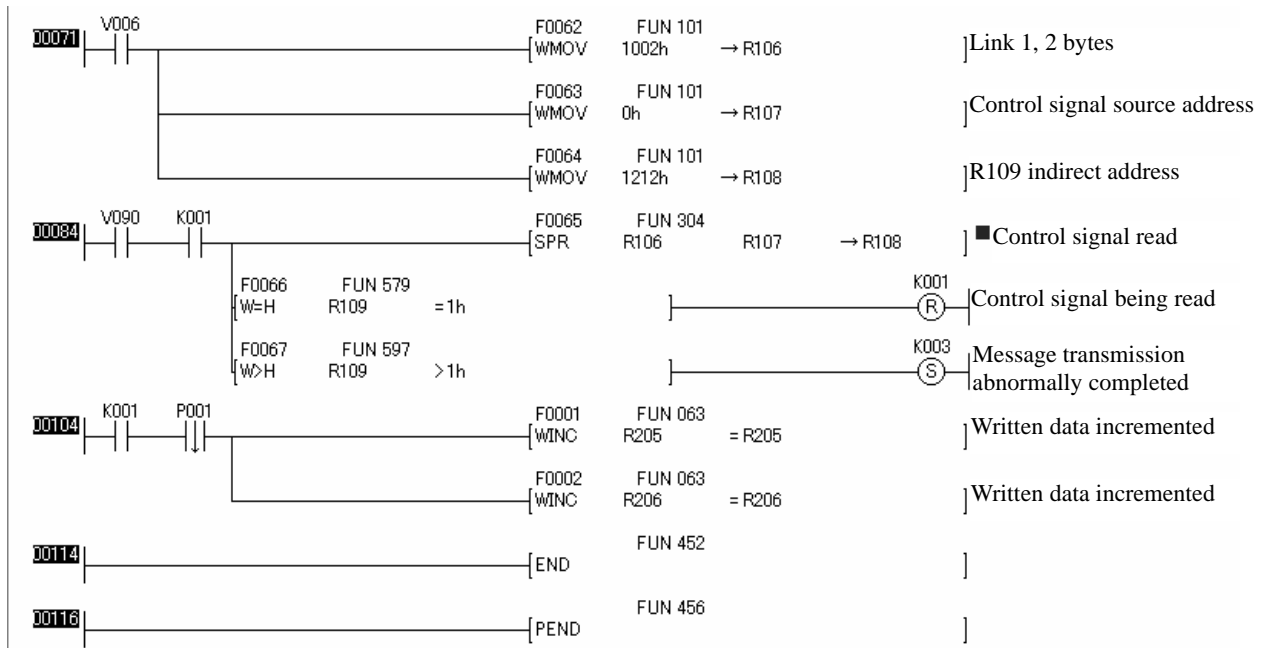 V006
00071
F0062 FUN 101
WMOV 1002h → R106 Link 1, 2 bytes
F0063 FUN 101
WMOV 0h → R107 Control signal source address
F0064 FUN 101
WMOV 1212h → R108 R109 indirect address
V090 K001
00084
F0065 FUN 304
SPR R106 R107 → R108 ■Control signal read
F0066 FUN 579
W=H R109 =1h
K001
R
Control signal being read
F0067 FUN 597
W>H R109 >1h
K003
S
Message transmission
abnormally completed
K001 P001
00104
F0001 FUN 063
WINC R205 = R205 Written data incremented
F0002 FUN 063
WINC R206 = R206 Written data incremented
00114
FUN 452
END
00116
FUN 456
PEND